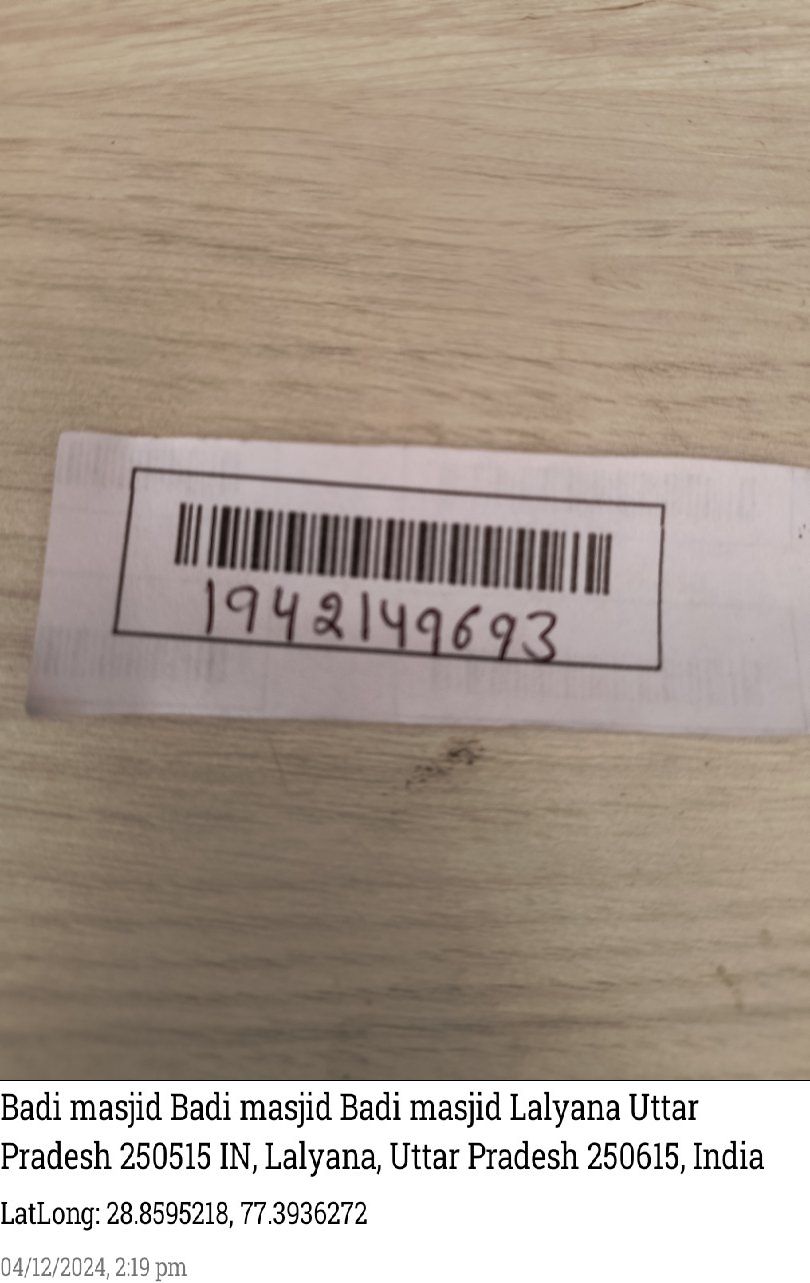 1942149693
Badi masjid Badi masjid Badi masjid Lalyana Uttar
Pradesh 250515 IN, Lalyana, Uttar Pradesh 250615, India
LatLong: 28.8595218, 77.3936272
04/12/2024, 2:19 pm